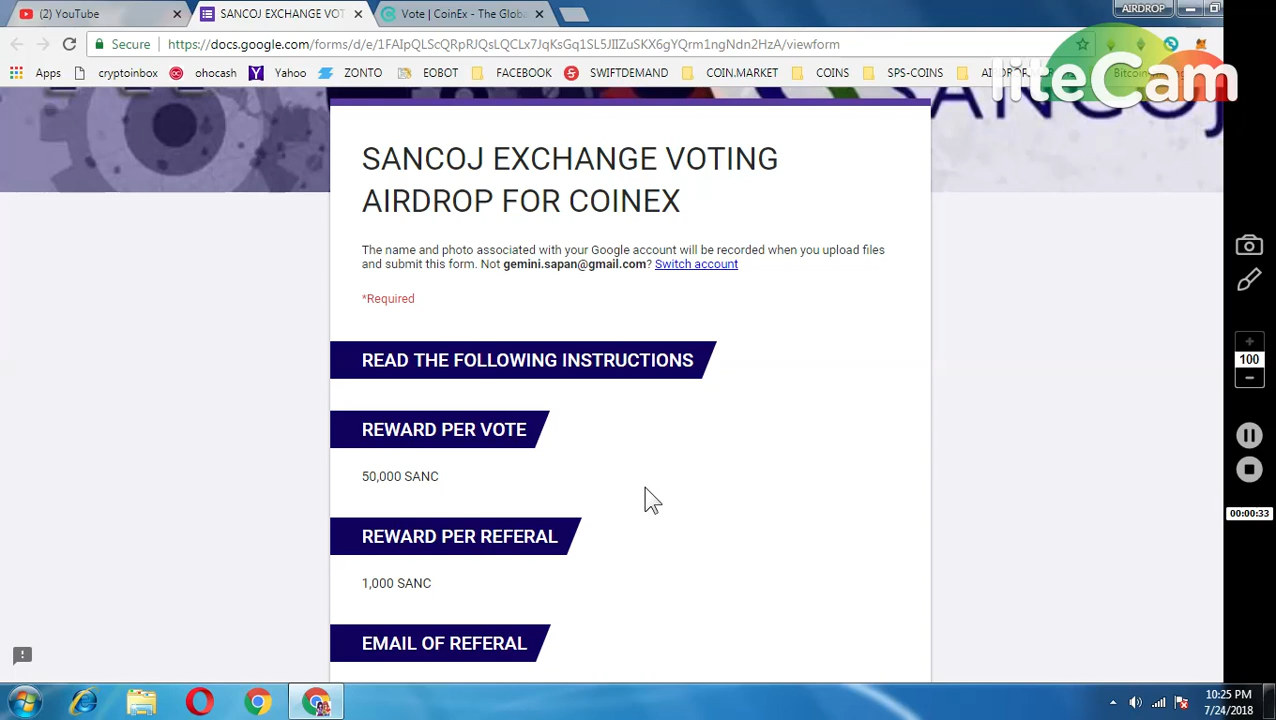 (2) YouTube
SANCOJ EXCHANGE VOT
Vote | CoinEx - The Globa
AIRDROP
Secure
https://docs.google.com/forms/d/e/1FAIpQLScQRpRJQsLQCLx7JqKsGq1SL5JIIZuSKX6gYQrm1ngNdn2HzA/viewform
Apps
cryptoinbox
ohocash
Yahoo
EOBOT
FACEBOOK
SWIFTDEMAND
COIN.MARKET
COINS
GPS-COINS
liteCam
SANCOJ EXCHANGE VOTING
AIRDROP FOR COINEX
The name and photo associated with your Google account will be recorded when you upload files
and submit this form. Not gemini.sapan@gmail.com? Switch account
*Required
READ THE FOLLOWING INSTRUCTIONS
REWARD PER VOTE
50,000 SANC
REWARD PER REFERAL
1,000 SANC
EMAIL OF REFERAL
100
00:00:33
10:25 PM
7/24/2018